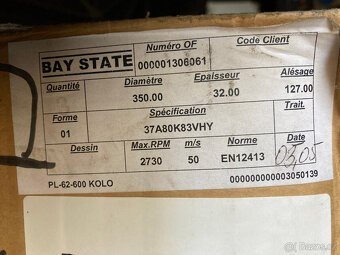 BAY STATE Numéro OF Code Client
000001306061
Quantité Diamètre Epaisseur Alésage
350.00 32.00 127.00
Forme Spécification Trait.
01 37A80K83VHY
Dessin Max.RPM m/s Norme Date
2730 50 EN12413 03,05
PL-62-600 KOLO 000000000003050139